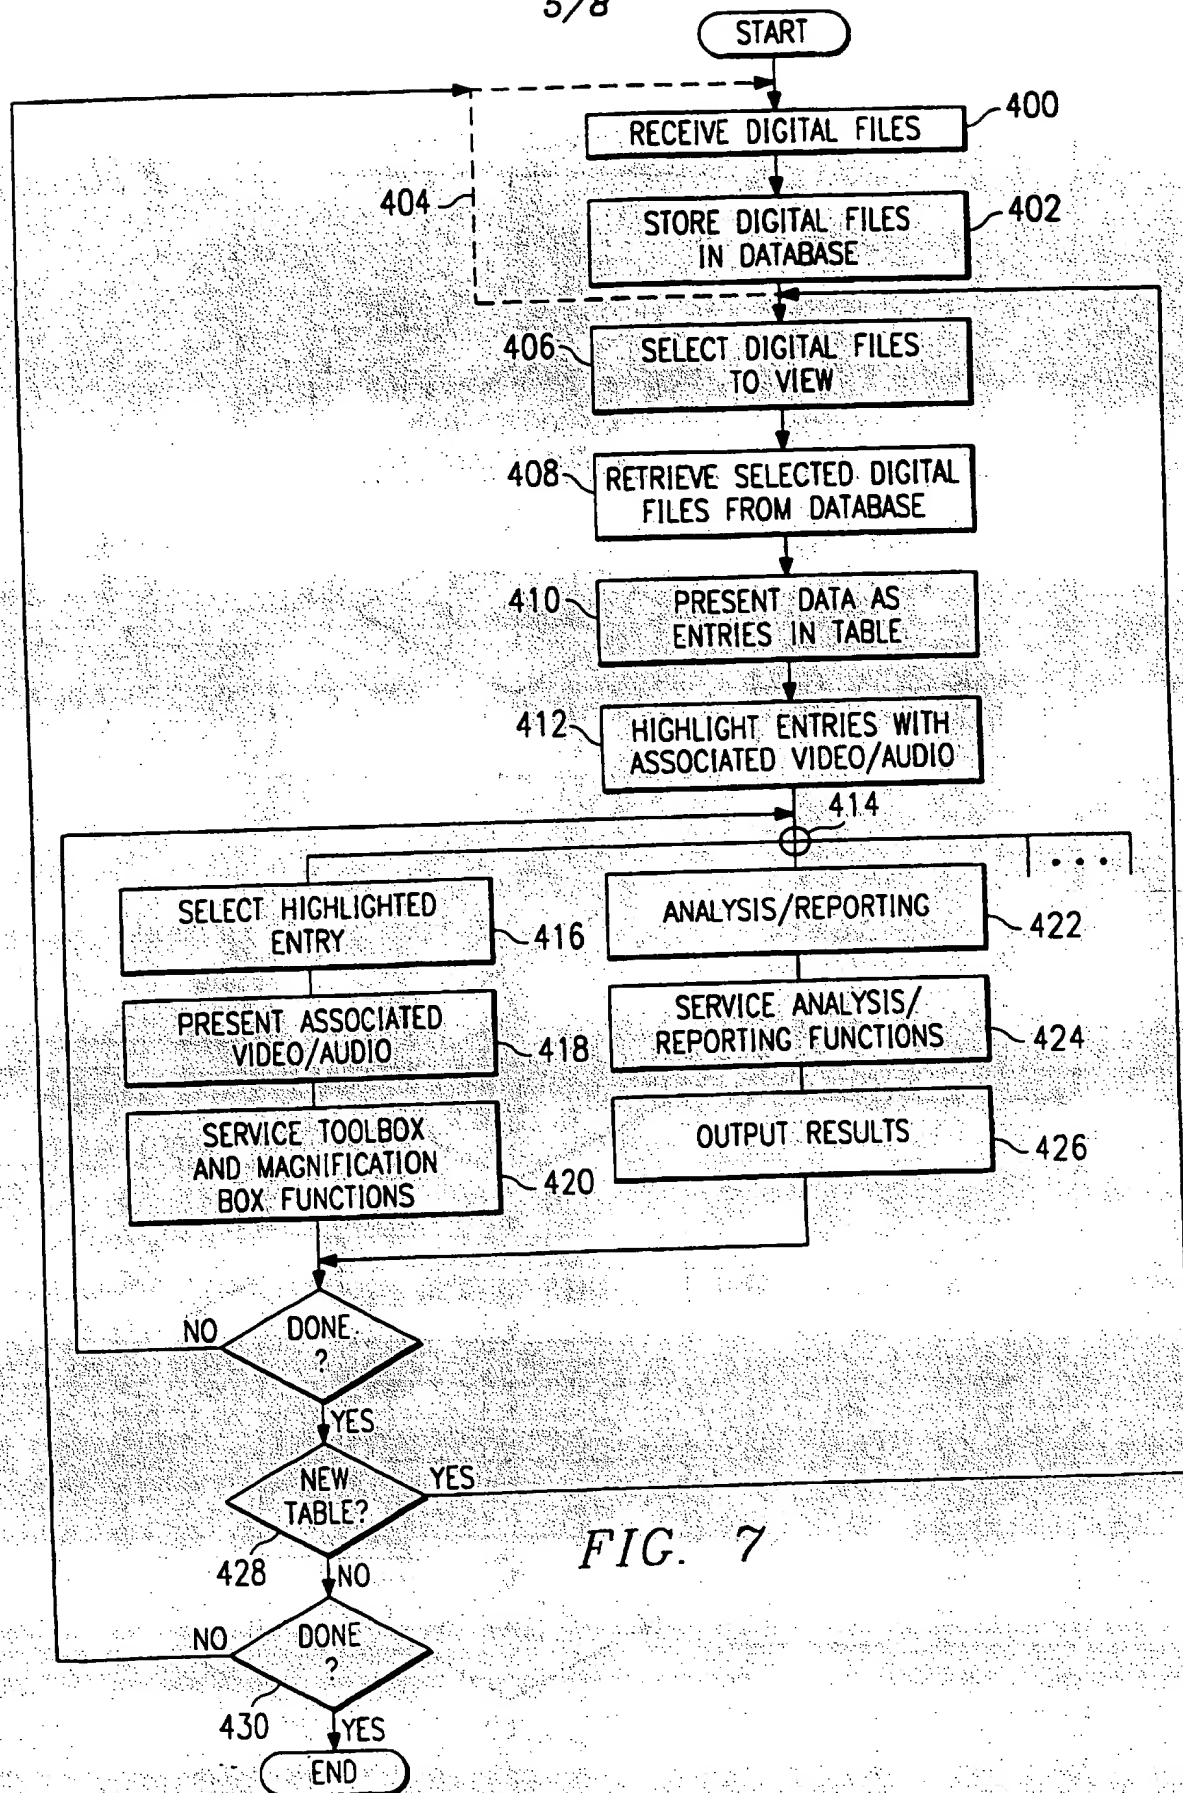 5/8
START
RECEIVE DIGITAL FILES
400
STORE DIGITAL FILES
IN DATABASE
402
404
SELECT DIGITAL FILES
TO VIEW
406
RETRIEVE SELECTED DIGITAL
FILES FROM DATABASE
408
PRESENT DATA AS
ENTRIES IN TABLE
410
HIGHLIGHT ENTRIES WITH
ASSOCIATED VIDEO/AUDIO
412
414
SELECT HIGHLIGHTED
ENTRY
416
PRESENT ASSOCIATED
VIDEO/AUDIO
418
SERVICE TOOLBOX
AND MAGNIFICATION
BOX FUNCTIONS
420
ANALYSIS/REPORTING
422
SERVICE ANALYSIS/
REPORTING FUNCTIONS
424
OUTPUT RESULTS
426
...
DONE
?
NO
YES
NEW
TABLE?
YES
428
NO
DONE
?
NO
430
YES
END
FIG. 7